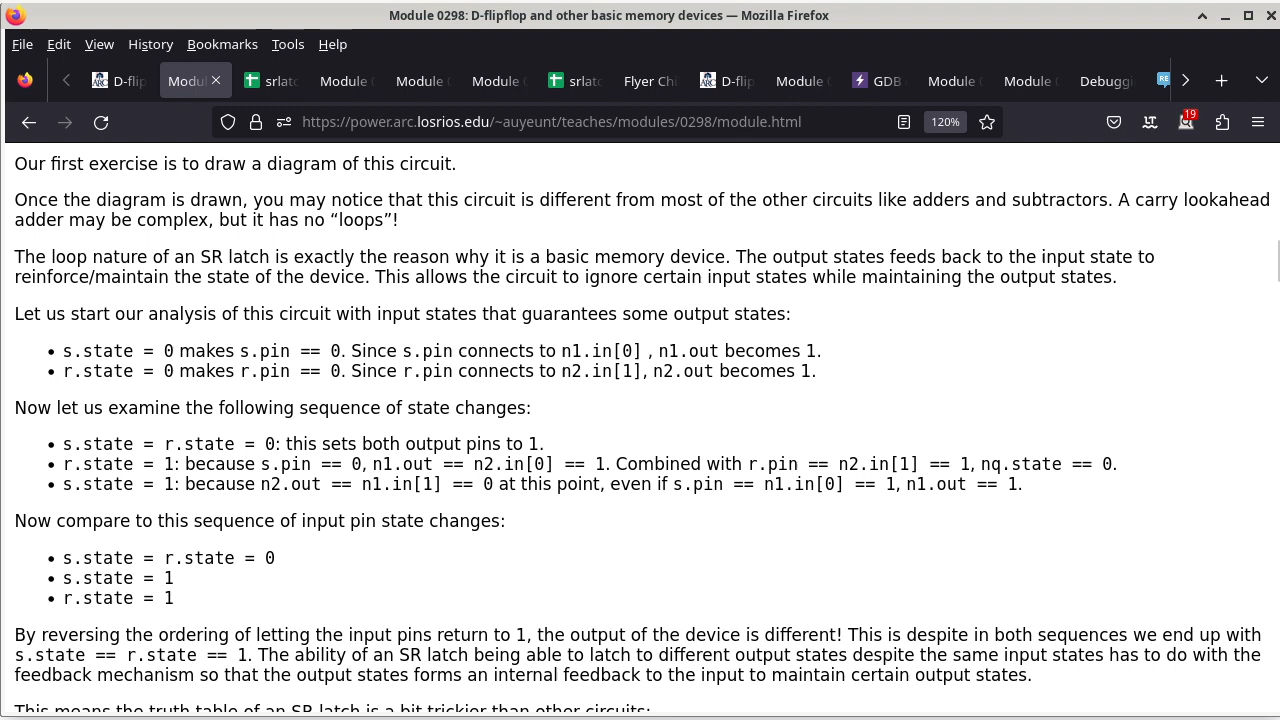 Module 0298: D-flipflop and other basic memory devices — Mozilla Firefox
File Edit View History Bookmarks Tools Help
D-flip Modul srlatc Module Module Module srlatc Flyer Chi D-flip Module GDB Module Module Debuggi
https://power.arc.losrios.edu/~auyeunt/teaches/modules/0298/module.html 120% 19
Our first exercise is to draw a diagram of this circuit.
Once the diagram is drawn, you may notice that this circuit is different from most of the other circuits like adders and subtractors. A carry lookahead
adder may be complex, but it has no “loops”!
The loop nature of an SR latch is exactly the reason why it is a basic memory device. The output states feeds back to the input state to
reinforce/maintain the state of the device. This allows the circuit to ignore certain input states while maintaining the output states.
Let us start our analysis of this circuit with input states that guarantees some output states:
• s.state = 0 makes s.pin == 0. Since s.pin connects to n1.in[0] , n1.out becomes 1.
• r.state = 0 makes r.pin == 0. Since r.pin connects to n2.in[1], n2.out becomes 1.
Now let us examine the following sequence of state changes:
• s.state = r.state = 0: this sets both output pins to 1.
• r.state = 1: because s.pin == 0, n1.out == n2.in[0] == 1. Combined with r.pin == n2.in[1] == 1, nq.state == 0.
• s.state = 1: because n2.out == n1.in[1] == 0 at this point, even if s.pin == n1.in[0] == 1, n1.out == 1.
Now compare to this sequence of input pin state changes:
• s.state = r.state = 0
• s.state = 1
• r.state = 1
By reversing the ordering of letting the input pins return to 1, the output of the device is different! This is despite in both sequences we end up with
s.state == r.state == 1. The ability of an SR latch being able to latch to different output states despite the same input states has to do with the
feedback mechanism so that the output states forms an internal feedback to the input to maintain certain output states.
This means the truth table of an SR latch is a bit trickier than other circuits: